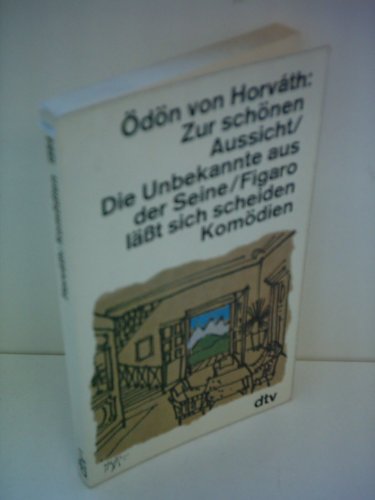 Ödön von Horváth:
Zur schönen
Aussicht/
Die Unbekannte aus
der Seine/Figaro
läßt sich scheiden
Komödien
dtv